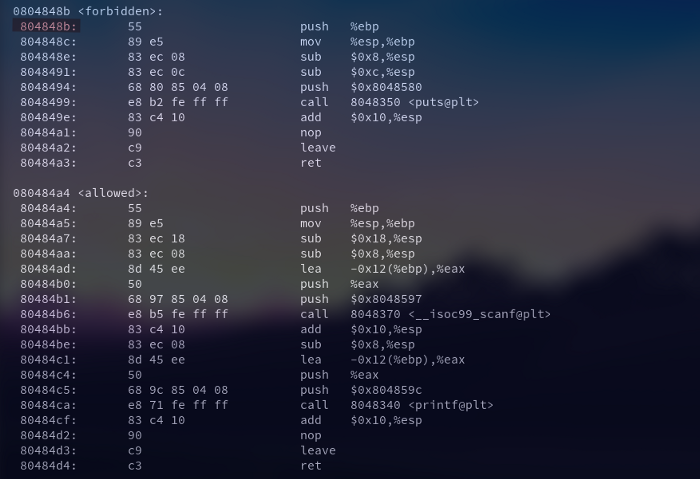 0804848b <forbidden>:
804848b: 55 push %ebp
804848c: 89 e5 mov %esp,%ebp
804848e: 83 ec 08 sub $0x8,%esp
8048491: 83 ec 0c sub $0xc,%esp
8048494: 68 80 85 04 08 push $0x8048580
8048499: e8 b2 fe ff ff call 8048350 <puts@plt>
804849e: 83 c4 10 add $0x10,%esp
80484a1: 90 nop
80484a2: c9 leave
80484a3: c3 ret
080484a4 <allowed>:
80484a4: 55 push %ebp
80484a5: 89 e5 mov %esp,%ebp
80484a7: 83 ec 18 sub $0x18,%esp
80484aa: 83 ec 08 sub $0x8,%esp
80484ad: 8d 45 ee lea -0x12(%ebp),%eax
80484b0: 50 push %eax
80484b1: 68 97 85 04 08 push $0x8048597
80484b6: e8 b5 fe ff ff call 8048370 <__isoc99_scanf@plt>
80484bb: 83 c4 10 add $0x10,%esp
80484be: 83 ec 08 sub $0x8,%esp
80484c1: 8d 45 ee lea -0x12(%ebp),%eax
80484c4: 50 push %eax
80484c5: 68 9c 85 04 08 push $0x804859c
80484ca: e8 71 fe ff ff call 8048340 <printf@plt>
80484cf: 83 c4 10 add $0x10,%esp
80484d2: 90 nop
80484d3: c9 leave
80484d4: c3 ret